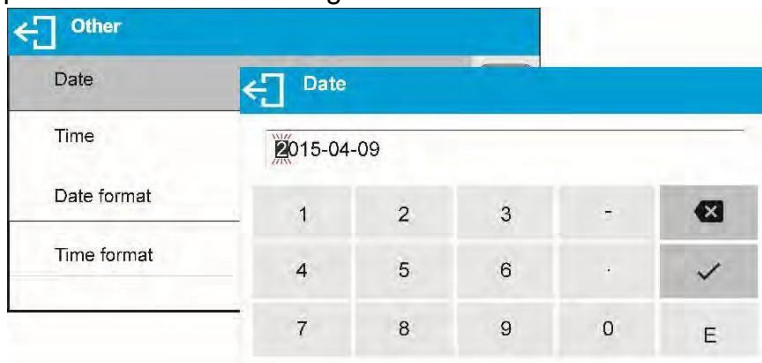 Other
Date
Time
Date format
Time format
Date
2015-04-09
1 2 3 -
4 5 6 .
7 8 9 0 E